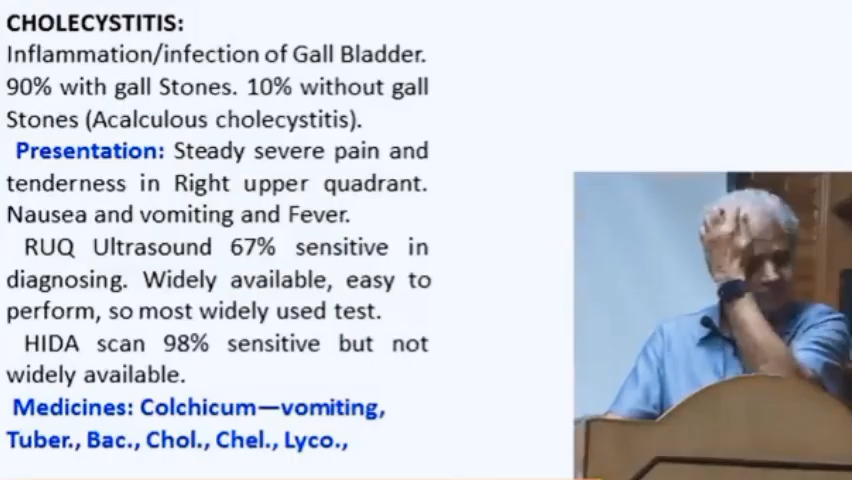 CHOLECYSTITIS:
Inflammation/infection of Gall Bladder.
90% with gall Stones. 10% without gall
Stones (Acalculous cholecystitis).
Presentation: Steady severe pain and
tenderness in Right upper quadrant.
Nausea and vomiting and Fever.
RUQ Ultrasound 67% sensitive in
diagnosing. Widely available, easy to
perform, so most widely used test.
HIDA scan 98% sensitive but not
widely available.
Medicines: Colchicum—vomiting,
Tuber., Bac., Chol., Chel., Lyco.,